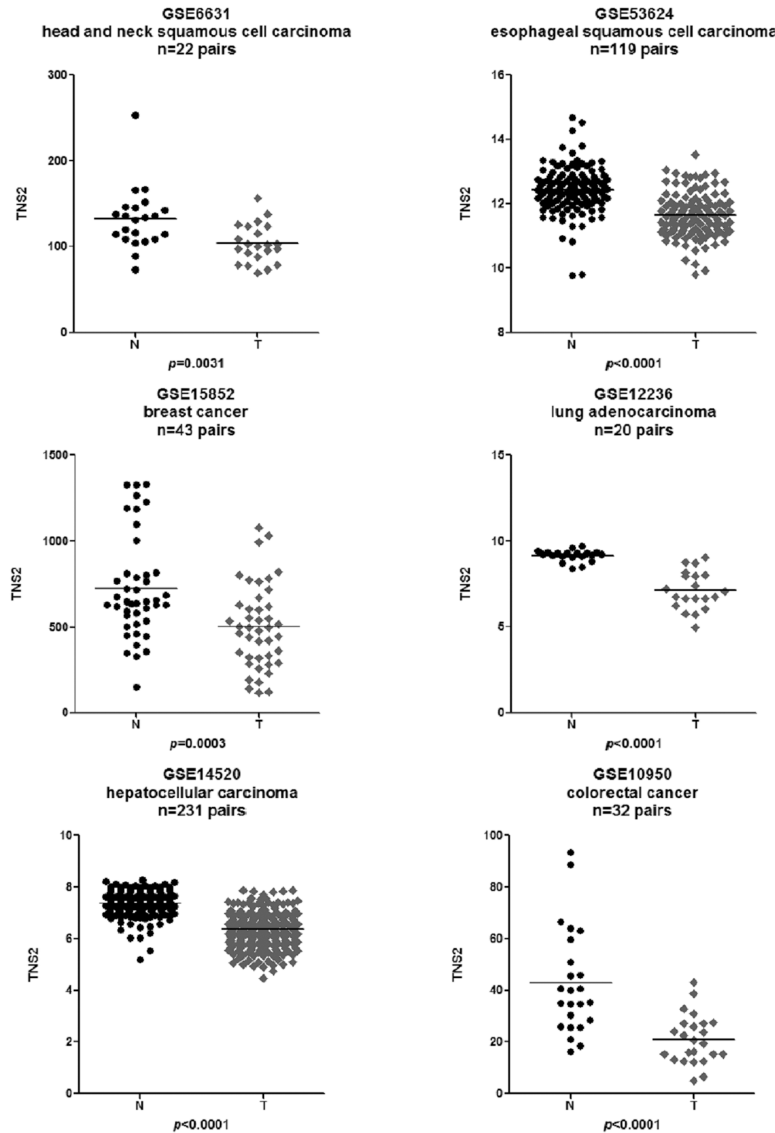 GSE6631
head and neck squamous cell carcinoma
n=22 pairs
300
200
100
0
TNS2
N
T
p=0.0031
GSE53624
esophageal squamous cell carcinoma
n=119 pairs
16
14
12
10
8
TNS2
N
T
p<0.0001
GSE15852
breast cancer
n=43 pairs
1500
1000
500
0
TNS2
N
T
p=0.0003
GSE12236
lung adenocarcinoma
n=20 pairs
15
10
5
0
TNS2
N
T
p<0.0001
GSE14520
hepatocellular carcinoma
n=231 pairs
10
8
6
4
2
0
TNS2
N
T
p<0.0001
GSE10950
colorectal cancer
n=32 pairs
100
80
60
40
20
0
TNS2
N
T
p<0.0001